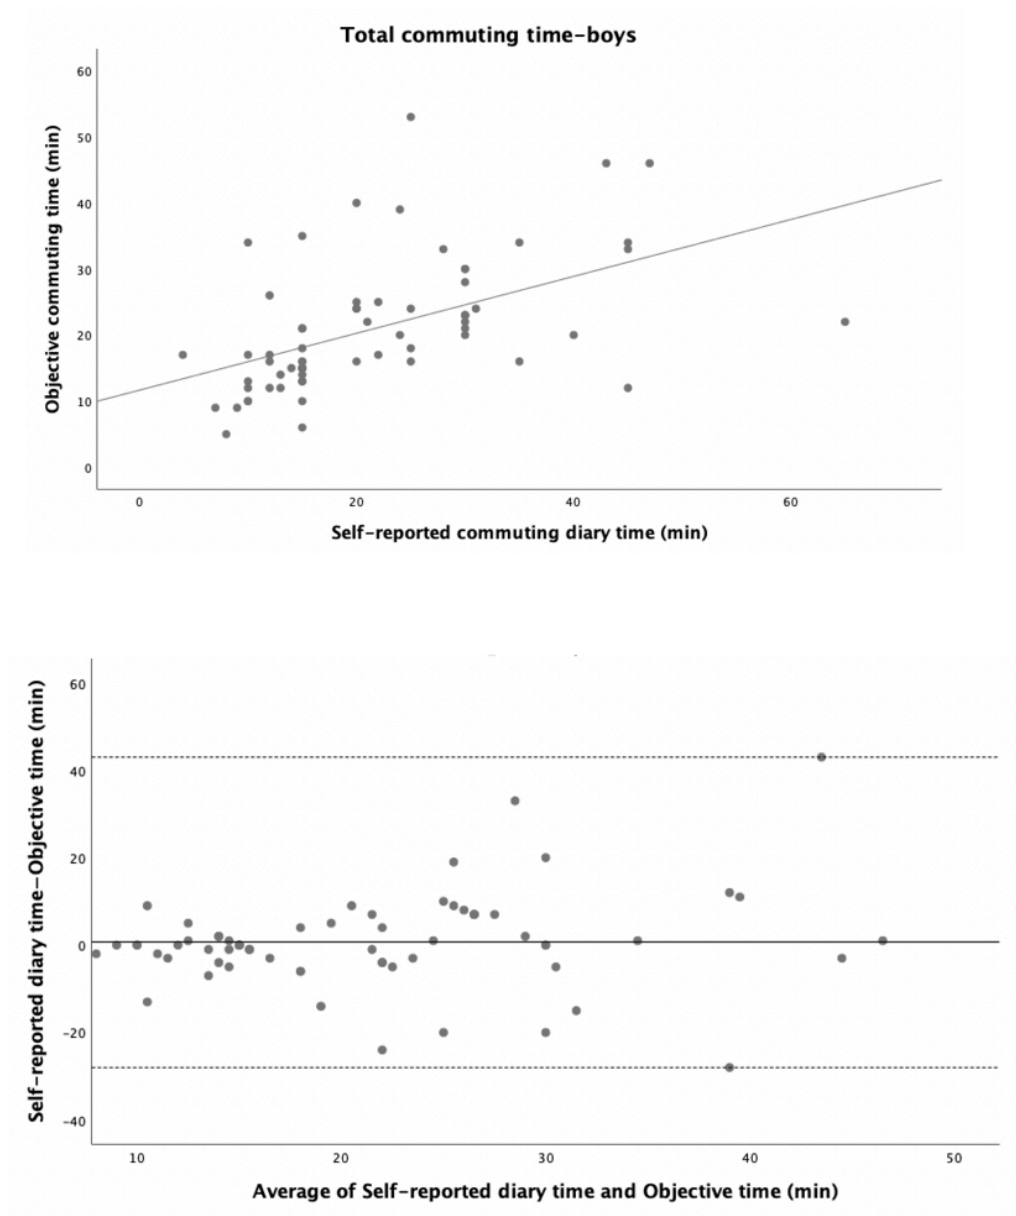 Total commuting time–boys
60
50
40
30
20
10
0
Objective commuting time (min)
0 20 40 60
Self–reported commuting diary time (min)
60
40
20
0
–20
–40
Self–reported diary time–Objective time (min)
10 20 30 40 50
Average of Self–reported diary time and Objective time (min)